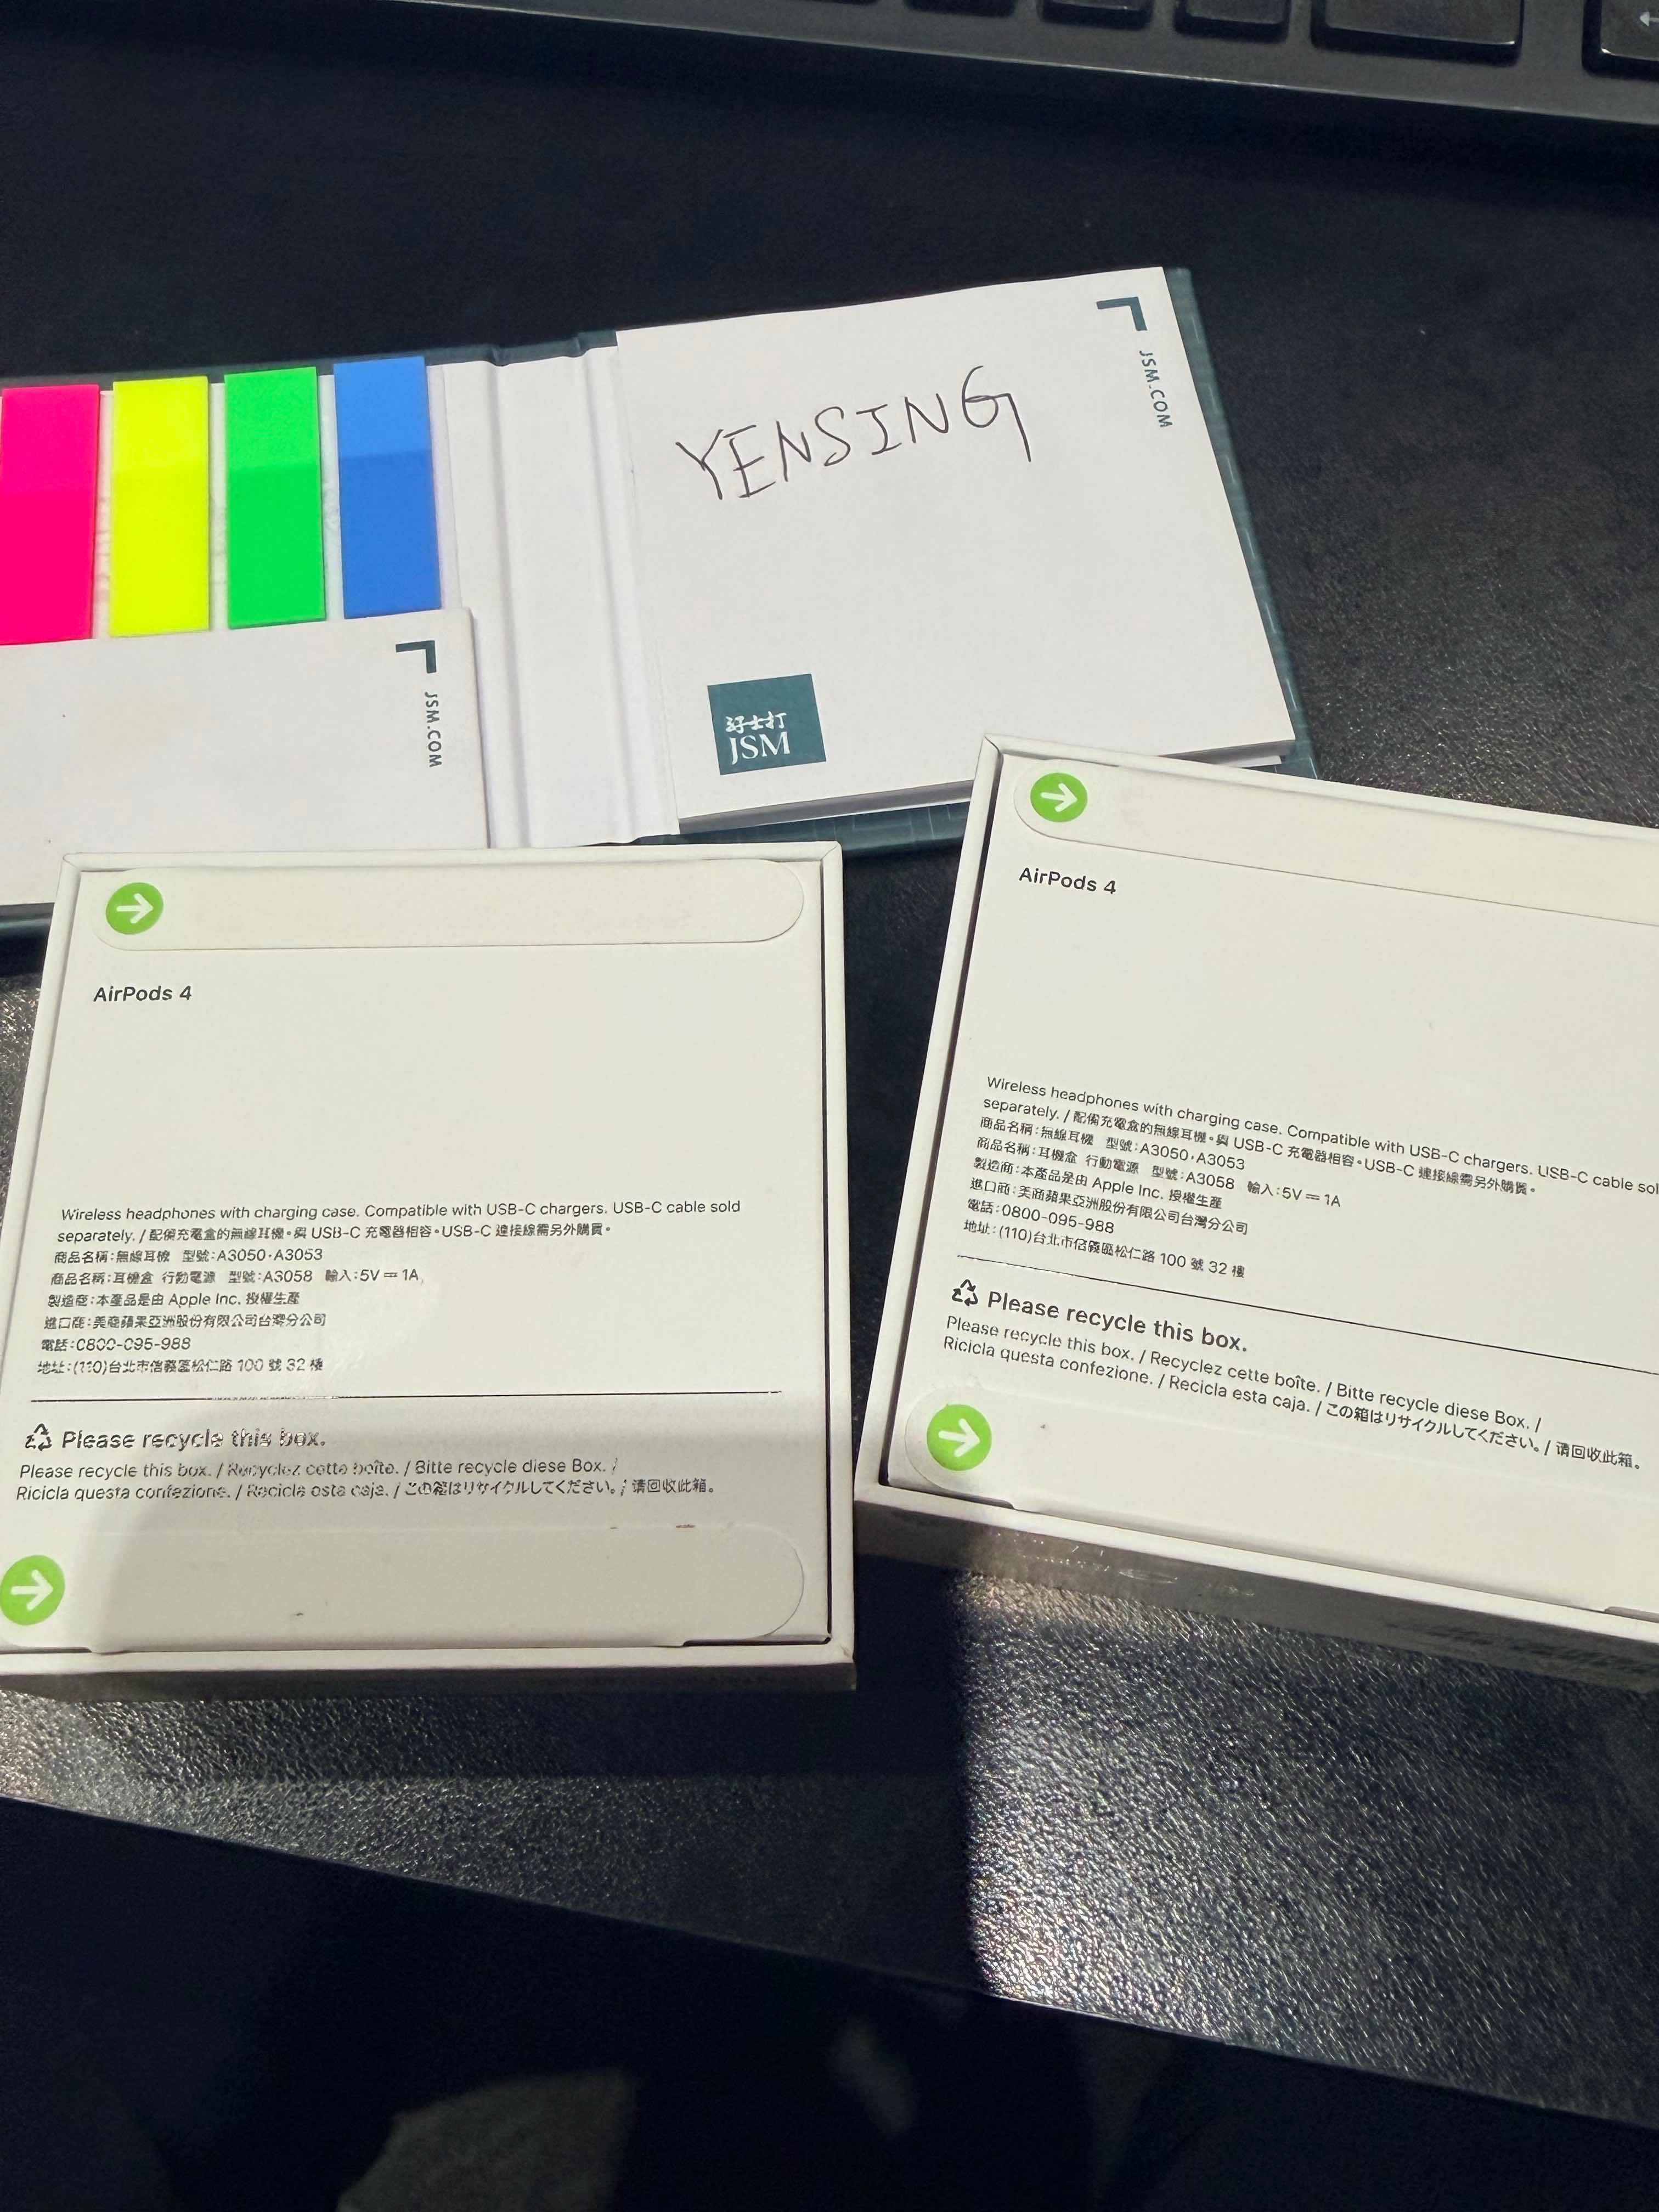 YENSING
JSM.COM
好士打
JSM
JSM.COM
AirPods 4
Wireless headphones with charging case. Compatible with USB-C chargers. USB-C cable sold
separately. / 配備充電盒的無線耳機。與 USB-C 充電器相容。USB-C 連接線需另外購買。
商品名稱:無線耳機 型號:A3050,A3053
商品名稱:耳機盒 行動電源 型號:A3058 輸入:5V⎓1A
製造商:本產品是由 Apple Inc. 授權生產
進口商:美商蘋果亞洲股份有限公司台灣分公司
電話:0800-095-988
地址:(110)台北市信義區松仁路 100 號 32 樓
Please recycle this box.
Please recycle this box. / Recyclez cette boîte. / Bitte recycle diese Box. /
Ricicla questa confezione. / Recicla esta caja. / この箱はリサイクルしてください。/ 请回收此箱。
AirPods 4
Wireless headphones with charging case. Compatible with USB-C chargers. USB-C cable sol
separately. / 配備充電盒的無線耳機。與 USB-C 充電器相容。USB-C 連接線需另外購買。
商品名稱:無線耳機 型號:A3050,A3053
商品名稱:耳機盒 行動電源 型號:A3058 輸入:5V⎓1A
製造商:本產品是由 Apple Inc. 授權生產
進口商:美商蘋果亞洲股份有限公司台灣分公司
電話:0800-095-988
地址:(110)台北市信義區松仁路 100 號 32 樓
Please recycle this box.
Please recycle this box. / Recyclez cette boîte. / Bitte recycle diese Box. /
Ricicla questa confezione. / Recicla esta caja. / この箱はリサイクルしてください。/ 请回收此箱。